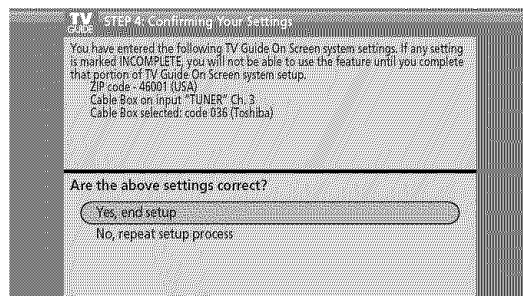 TV
GUIDE
STEP 4: Confirming Your Settings
You have entered the following TV Guide On Screen system settings. If any setting
is marked INCOMPLETE, you will not be able to use the feature until you complete
that portion of TV Guide On Screen system setup.
ZIP code - 46001 (USA)
Cable Box on input "TUNER" Ch. 3
Cable Box selected: code 036 (Toshiba)
Are the above settings correct?
Yes, end setup
No, repeat setup process